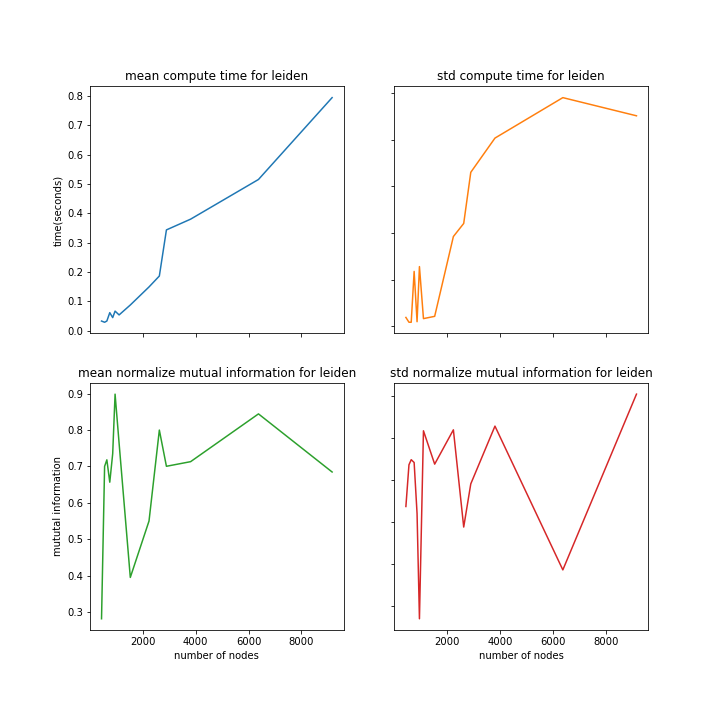 mean compute time for leiden
std compute time for leiden
time(seconds)
0.8
0.7
0.6
0.5
0.4
0.3
0.2
0.1
0.0
mean normalize mutual information for leiden
std normalize mutual information for leiden
mututal information
0.9
0.8
0.7
0.6
0.5
0.4
0.3
2000 4000 6000 8000
number of nodes
2000 4000 6000 8000
number of nodes